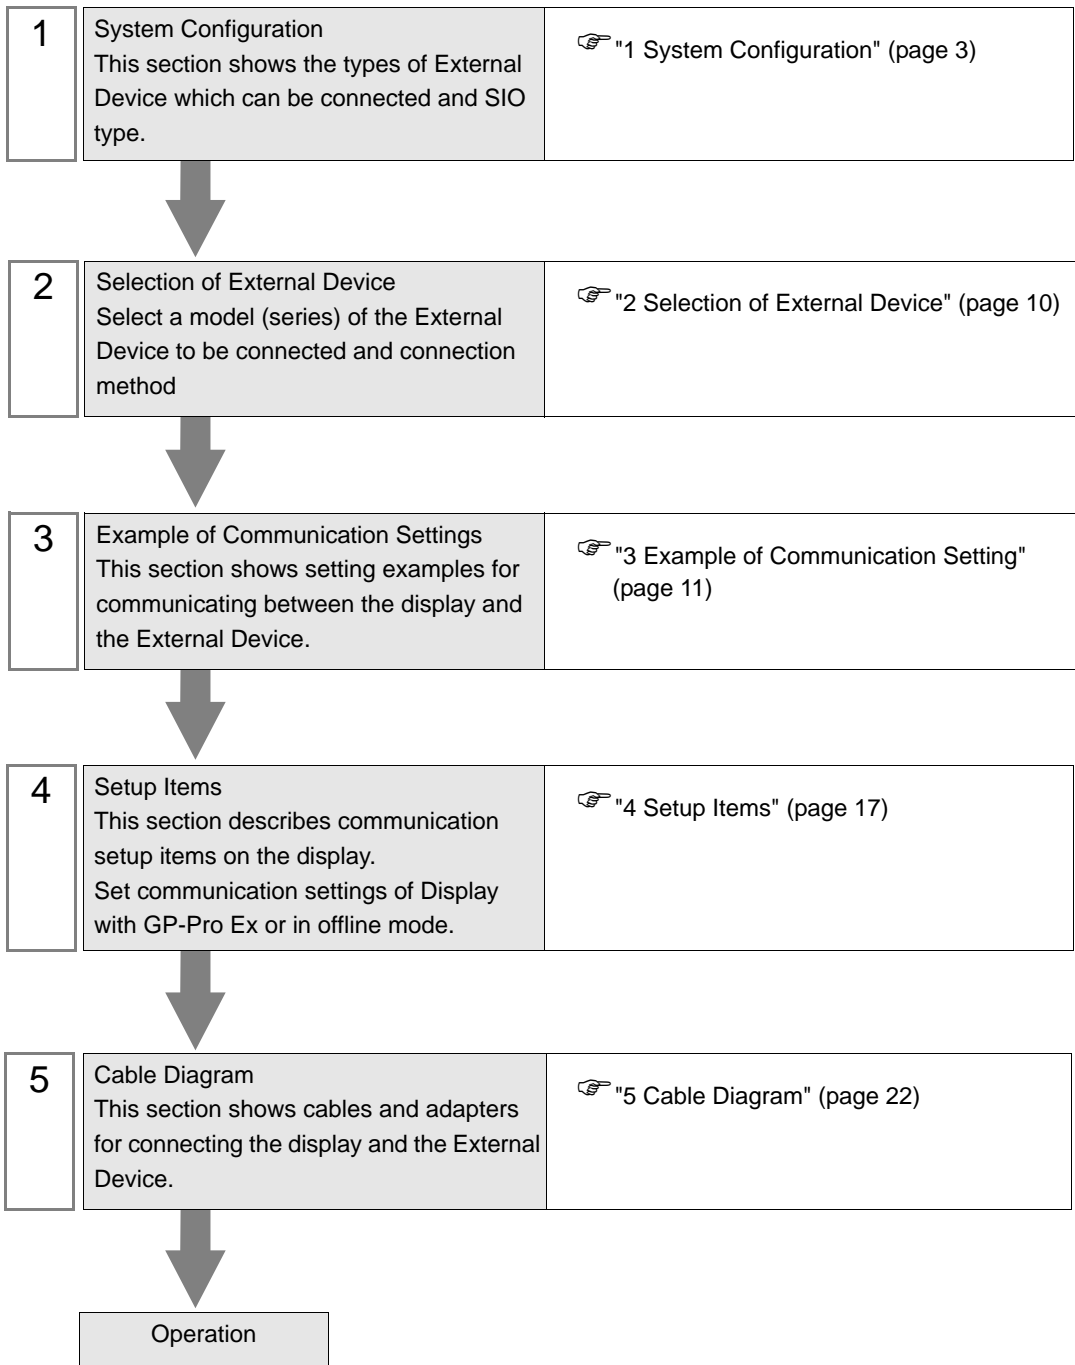 1
System Configuration
This section shows the types of External
Device which can be connected and SIO
type.
"1 System Configuration" (page 3)
2
Selection of External Device
Select a model (series) of the External
Device to be connected and connection
method
"2 Selection of External Device" (page 10)
3
Example of Communication Settings
This section shows setting examples for
communicating between the display and
the External Device.
"3 Example of Communication Setting"
(page 11)
4
Setup Items
This section describes communication
setup items on the display.
Set communication settings of Display
with GP-Pro Ex or in offline mode.
"4 Setup Items" (page 17)
5
Cable Diagram
This section shows cables and adapters
for connecting the display and the External
Device.
"5 Cable Diagram" (page 22)
Operation